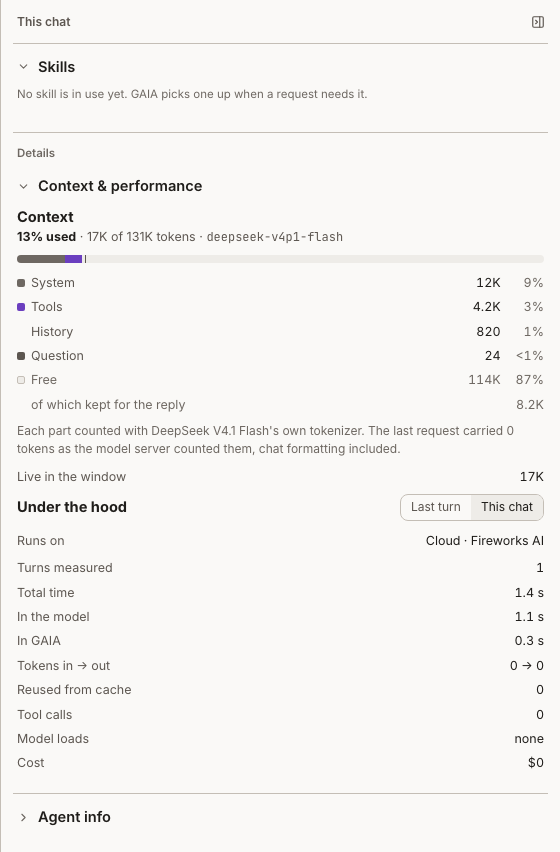 This chat
Skills
No skill is in use yet. GAIA picks one up when a request needs it.
Details
Context & performance
Context
13% used · 17K of 131K tokens · deepseek-v4p1-flash
System 12K 9%
Tools 4.2K 3%
History 820 1%
Question 24 <1%
Free 114K 87%
of which kept for the reply 8.2K
Each part counted with DeepSeek V4.1 Flash's own tokenizer. The last request carried 0
tokens as the model server counted them, chat formatting included.
Live in the window 17K
Under the hood Last turn This chat
Runs on Cloud · Fireworks AI
Turns measured 1
Total time 1.4 s
In the model 1.1 s
In GAIA 0.3 s
Tokens in → out 0 → 0
Reused from cache 0
Tool calls 0
Model loads none
Cost $0
Agent info